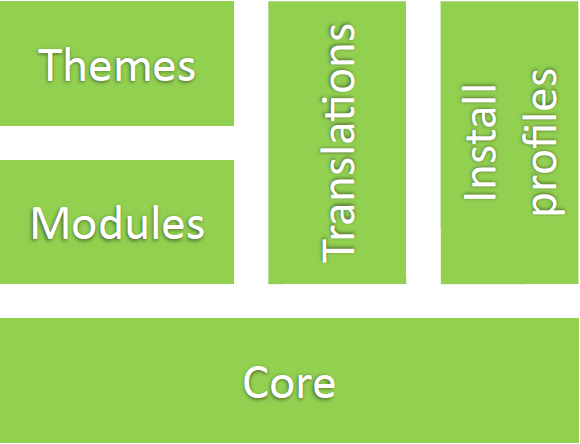 Themes
Modules
Translations
Install
profiles
Core